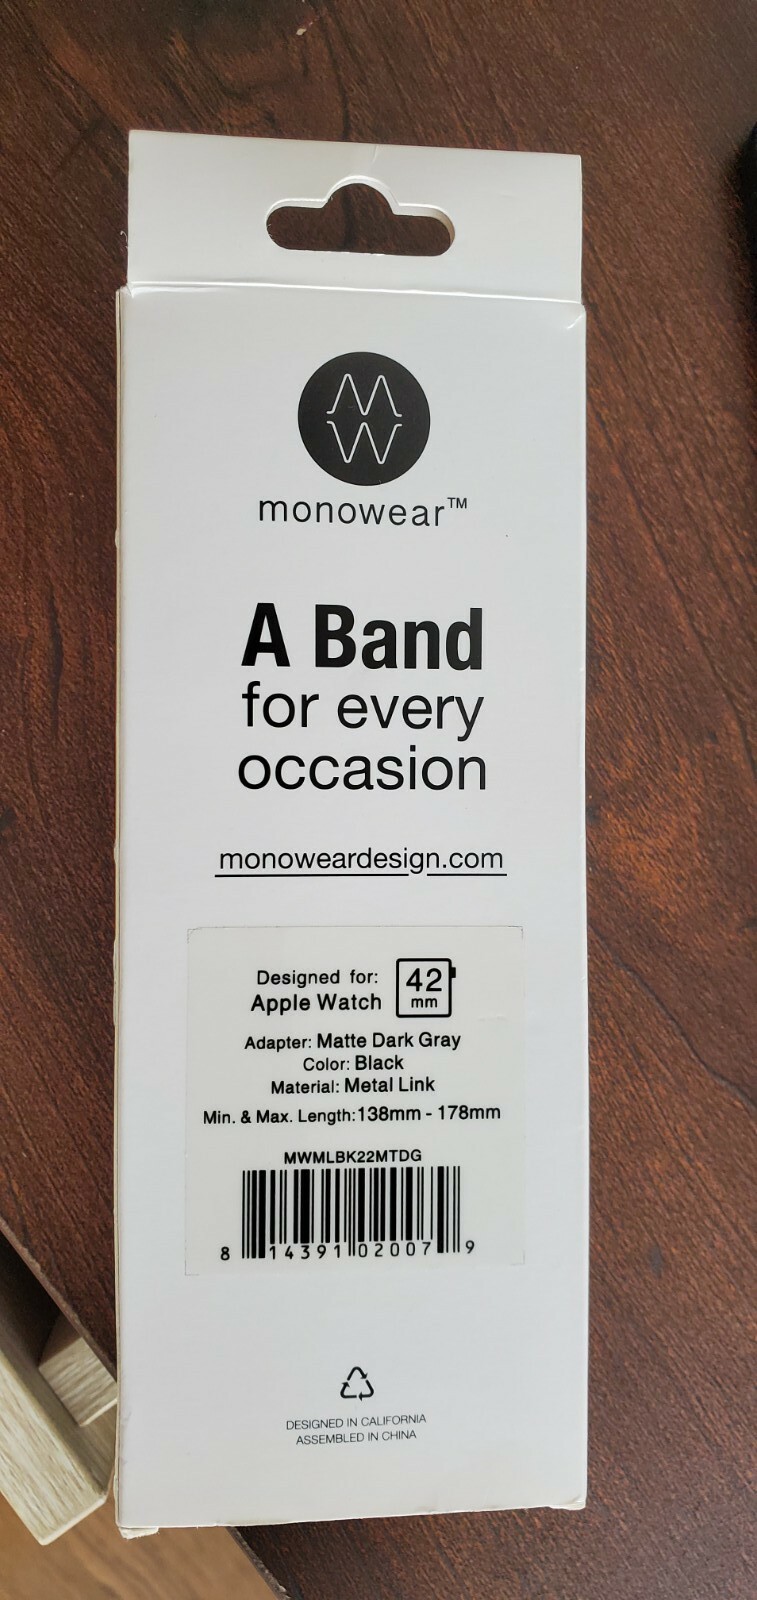 MW
monowear™
A Band
for every
occasion
monoweardesign.com
Designed for:
Apple Watch
42
mm
Adapter: Matte Dark Gray
Color: Black
Material: Metal Link
Min. & Max. Length:138mm - 178mm
MWMLBK22MTDG
8 14391 02007 9
DESIGNED IN CALIFORNIA
ASSEMBLED IN CHINA